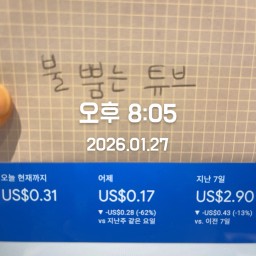 불 뿜는 튜브
오후 8:05
2026.01.27
오늘 현재까지 어제 지난 7일
US$0.31 US$0.17 US$2.90
▼ -US$0.28 (-62%) ▼ -US$0.43 (-13%)
vs 지난주 같은 요일 vs. 이전 7일